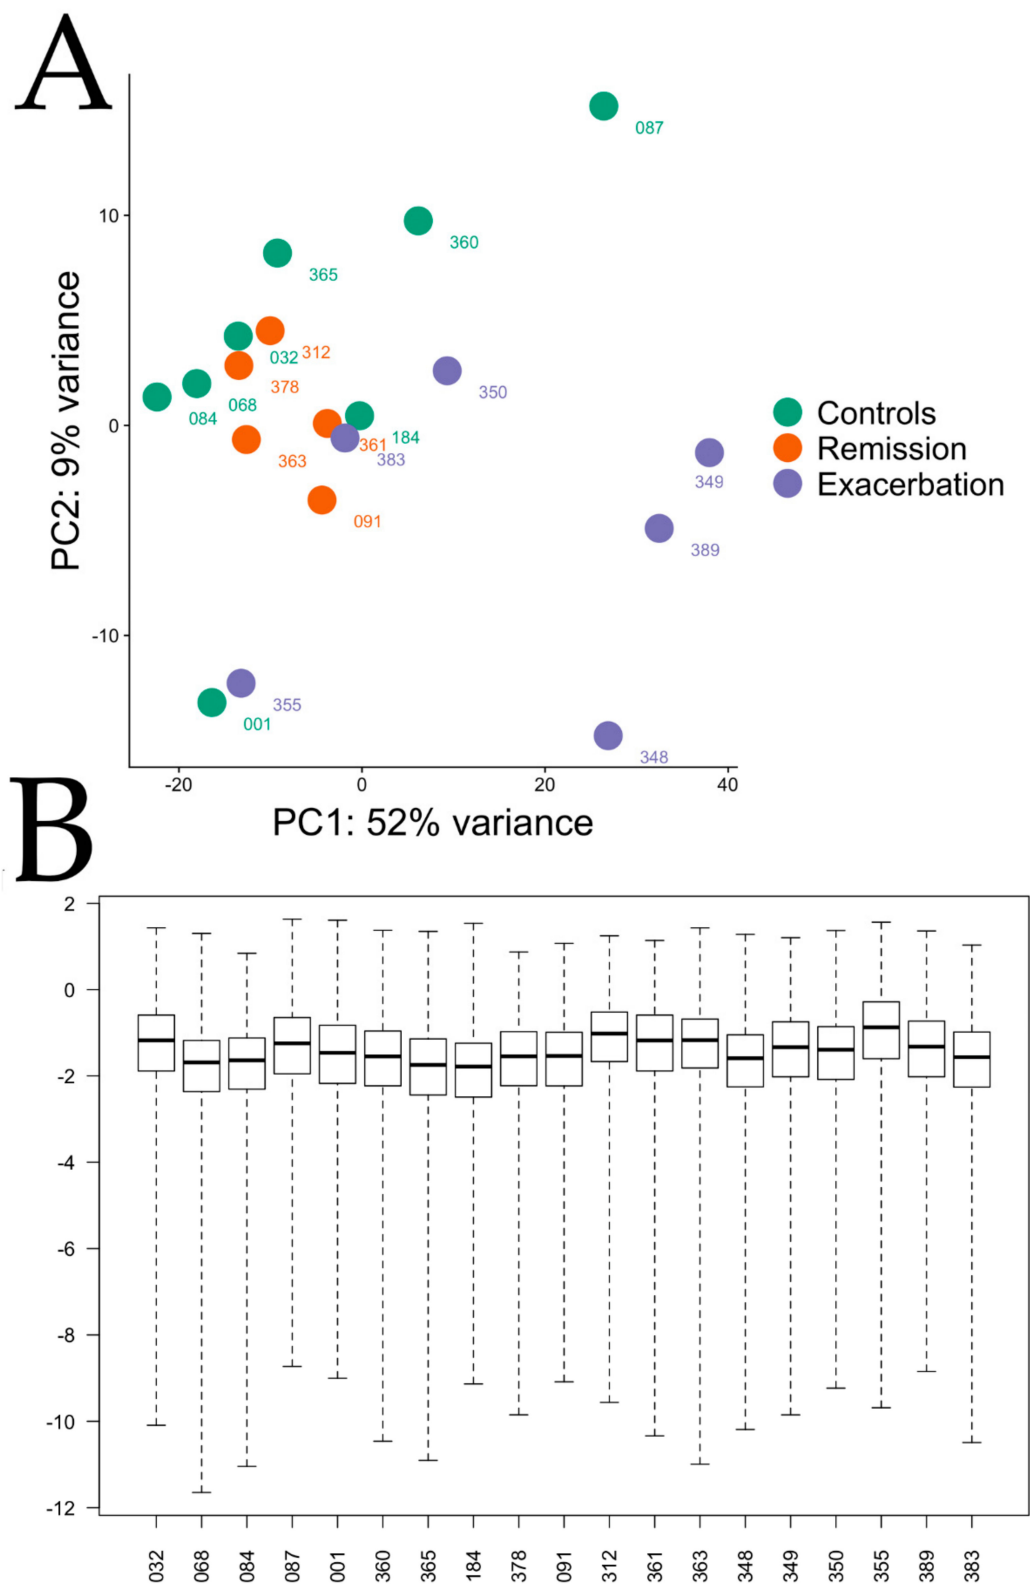 A
087
10
360
365
032 312
378
350
084 068
0
361 184
363 383
349
091
389
-10
355
001
348
-20 0 20 40
PC1: 52% variance
PC2: 9% variance
Controls
Remission
Exacerbation
B
2
0
-2
-4
-6
-8
-10
-12
032 068 084 087 001 360 365 184 378 091 312 361 363 348 349 350 355 389 383